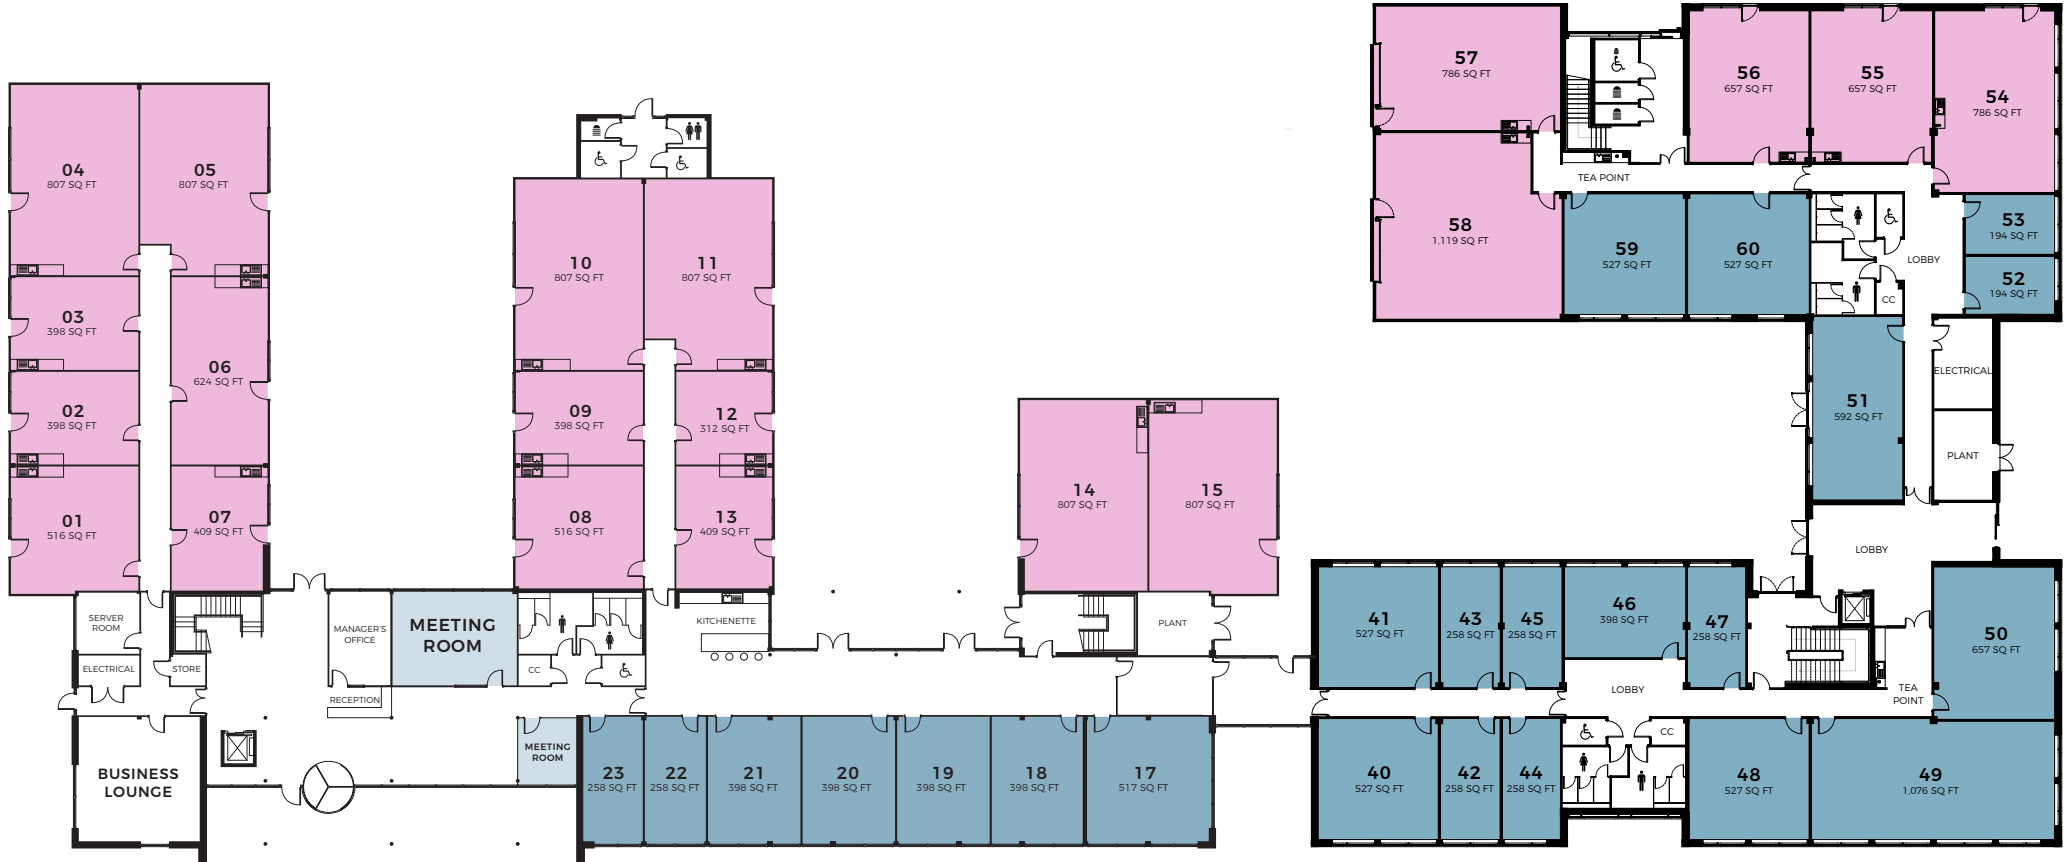 04
807 SQ FT
05
807 SQ FT
03
398 SQ FT
06
624 SQ FT
02
398 SQ FT
01
516 SQ FT
07
409 SQ FT
SERVER
ROOM
ELECTRICAL
STORE
BUSINESS
LOUNGE
MANAGER'S
OFFICE
RECEPTION
MEETING
ROOM
MEETING
ROOM
10
807 SQ FT
11
807 SQ FT
09
398 SQ FT
12
312 SQ FT
08
516 SQ FT
13
409 SQ FT
CC
KITCHENETTE
14
807 SQ FT
15
807 SQ FT
PLANT
23
258 SQ FT
22
258 SQ FT
21
398 SQ FT
20
398 SQ FT
19
398 SQ FT
18
398 SQ FT
17
517 SQ FT
57
786 SQ FT
56
657 SQ FT
55
657 SQ FT
54
786 SQ FT
TEA POINT
58
1,119 SQ FT
59
527 SQ FT
60
527 SQ FT
53
194 SQ FT
LOBBY
52
194 SQ FT
CC
51
592 SQ FT
ELECTRICAL
PLANT
LOBBY
41
527 SQ FT
43
258 SQ FT
45
258 SQ FT
46
398 SQ FT
47
258 SQ FT
50
657 SQ FT
LOBBY
TEA
POINT
CC
40
527 SQ FT
42
258 SQ FT
44
258 SQ FT
48
527 SQ FT
49
1,076 SQ FT